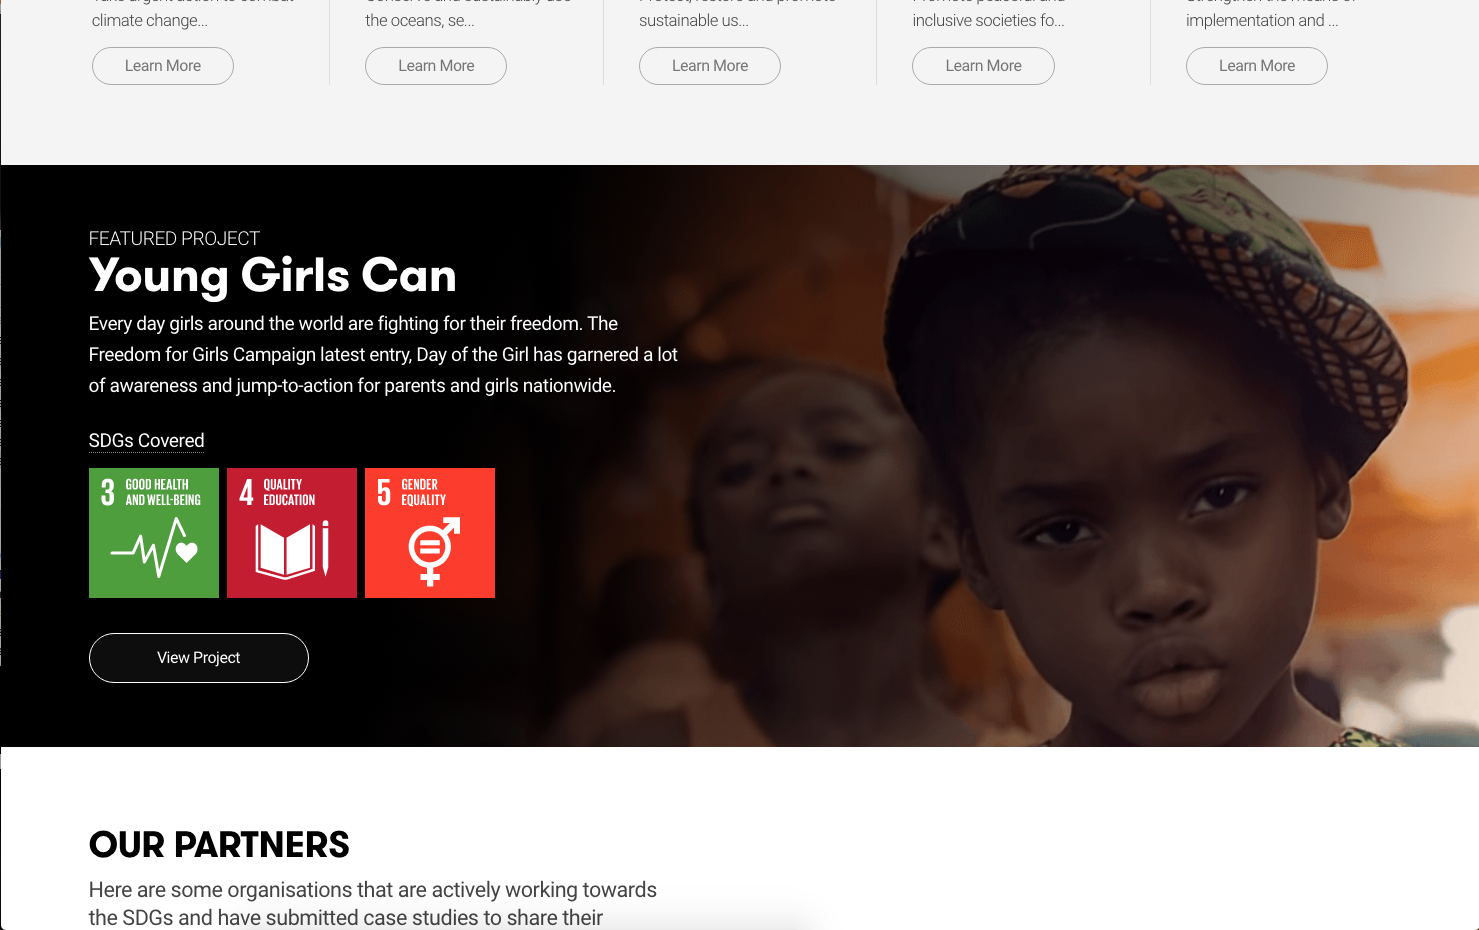 climate change...
the oceans, se...
sustainable us...
inclusive societies fo...
implementation and ...
Learn More
Learn More
Learn More
Learn More
Learn More
FEATURED PROJECT
Young Girls Can
Every day girls around the world are fighting for their freedom. The
Freedom for Girls Campaign latest entry, Day of the Girl has garnered a lot
of awareness and jump-to-action for parents and girls nationwide.
SDGs Covered
3 GOOD HEALTH
AND WELL-BEING
4 QUALITY
EDUCATION
5 GENDER
EQUALITY
View Project
OUR PARTNERS
Here are some organisations that are actively working towards
the SDGs and have submitted case studies to share their